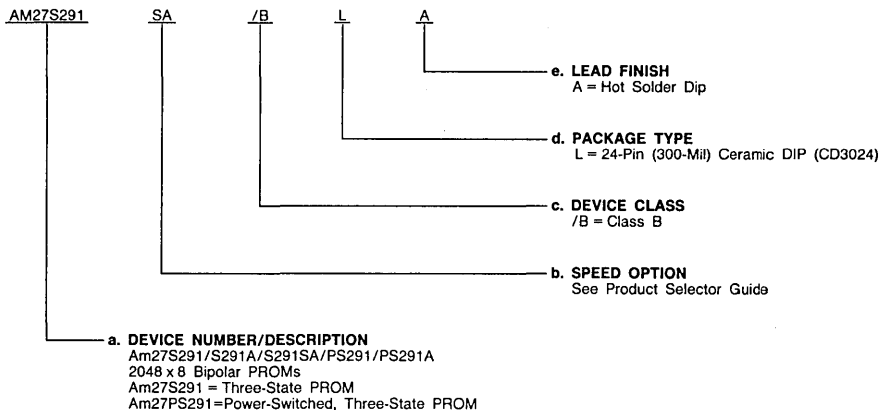 AM27S291 SA /B L A
e. LEAD FINISH
A = Hot Solder Dip
d. PACKAGE TYPE
L = 24-Pin (300-Mil) Ceramic DIP (CD3024)
c. DEVICE CLASS
/B = Class B
b. SPEED OPTION
See Product Selector Guide
a. DEVICE NUMBER/DESCRIPTION
Am27S291/S291A/S291SA/PS291/PS291A
2048 x 8 Bipolar PROMs
Am27S291 = Three-State PROM
Am27PS291=Power-Switched, Three-State PROM